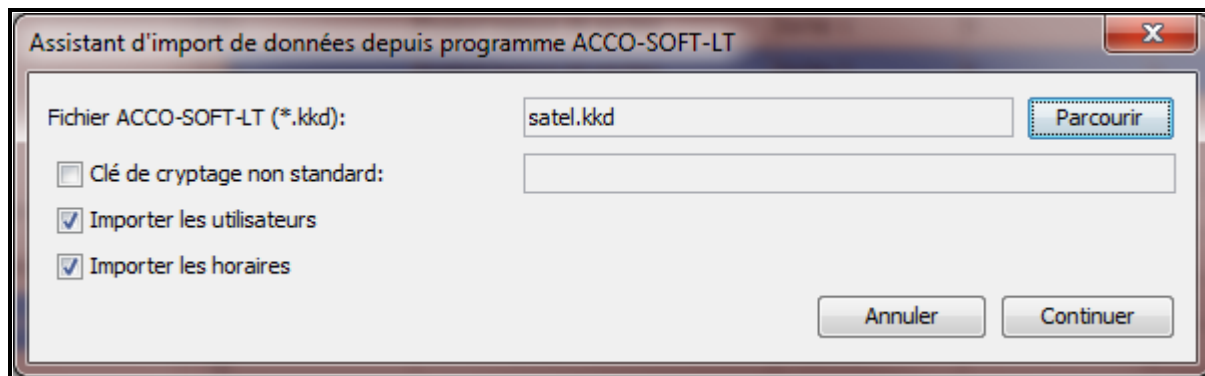 Assistant d'import de données depuis programme ACCO-SOFT-LT
Fichier ACCO-SOFT-LT (*.kkd): satel.kkd Parcourir
Clé de cryptage non standard:
Importer les utilisateurs
Importer les horaires
Annuler Continuer